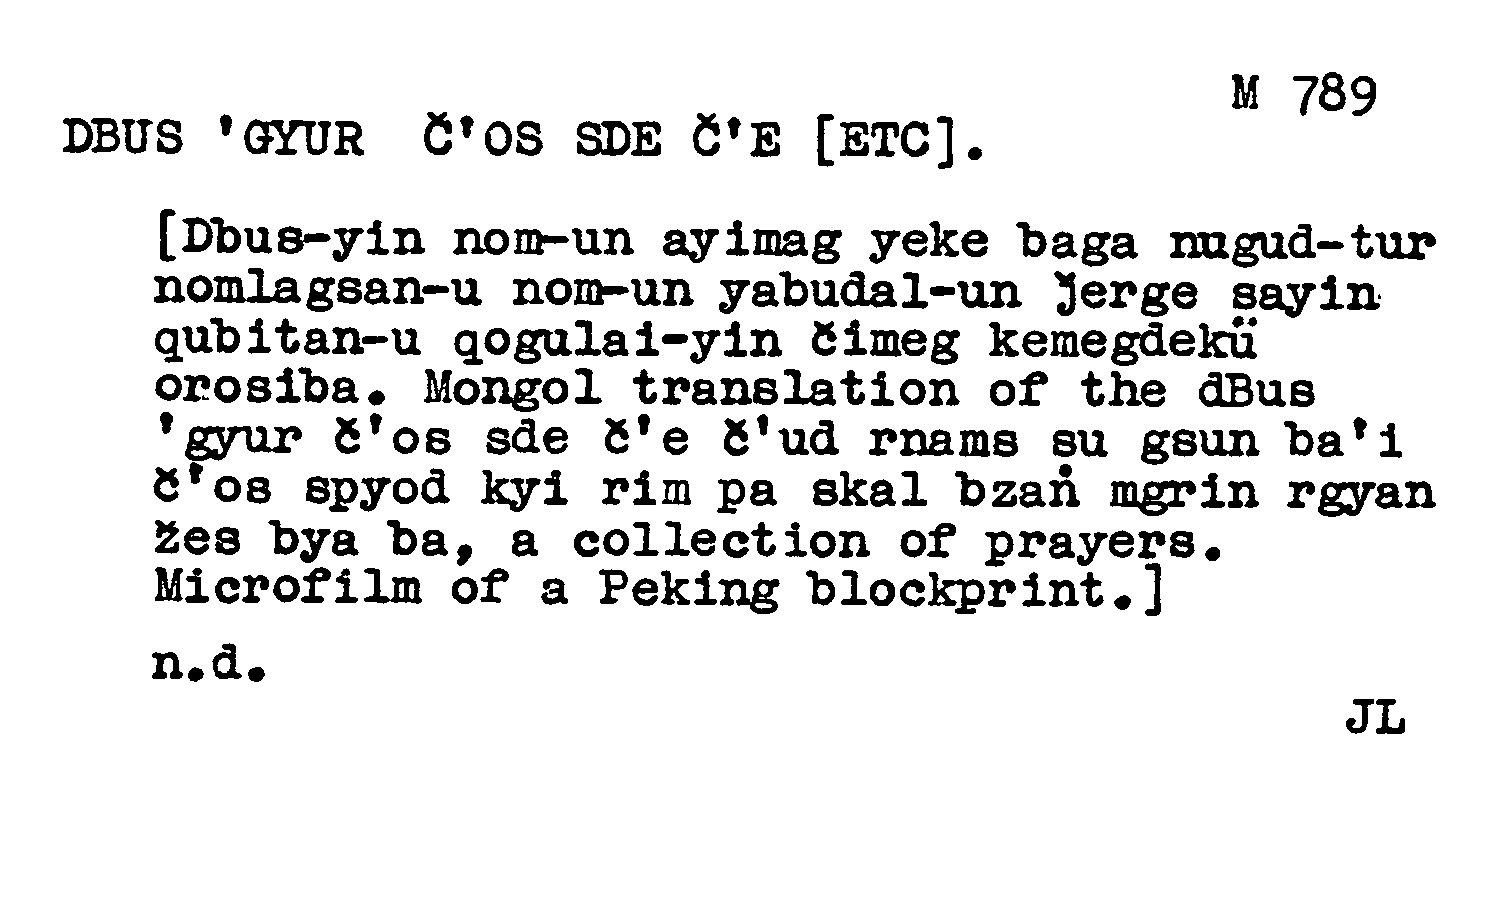 M 789
DBUS 'GYUR Č'OS SDE Č'E [ETC].
[Dbus-yin nom-un ayimag yeke baga nugud-tur
nomlagsan-u nom-un yabudal-un ǰerge sayin
qubitan-u qogulai-yin čimeg kemegdekü
orosiba. Mongol translation of the dBus
'gyur č'os sde č'e č'ud rnams su gsun ba'i
č'os spyod kyi rim pa skal bzaṅ mgrin rgyan
žes bya ba, a collection of prayers.
Microfilm of a Peking blockprint.]
n.d.
JL